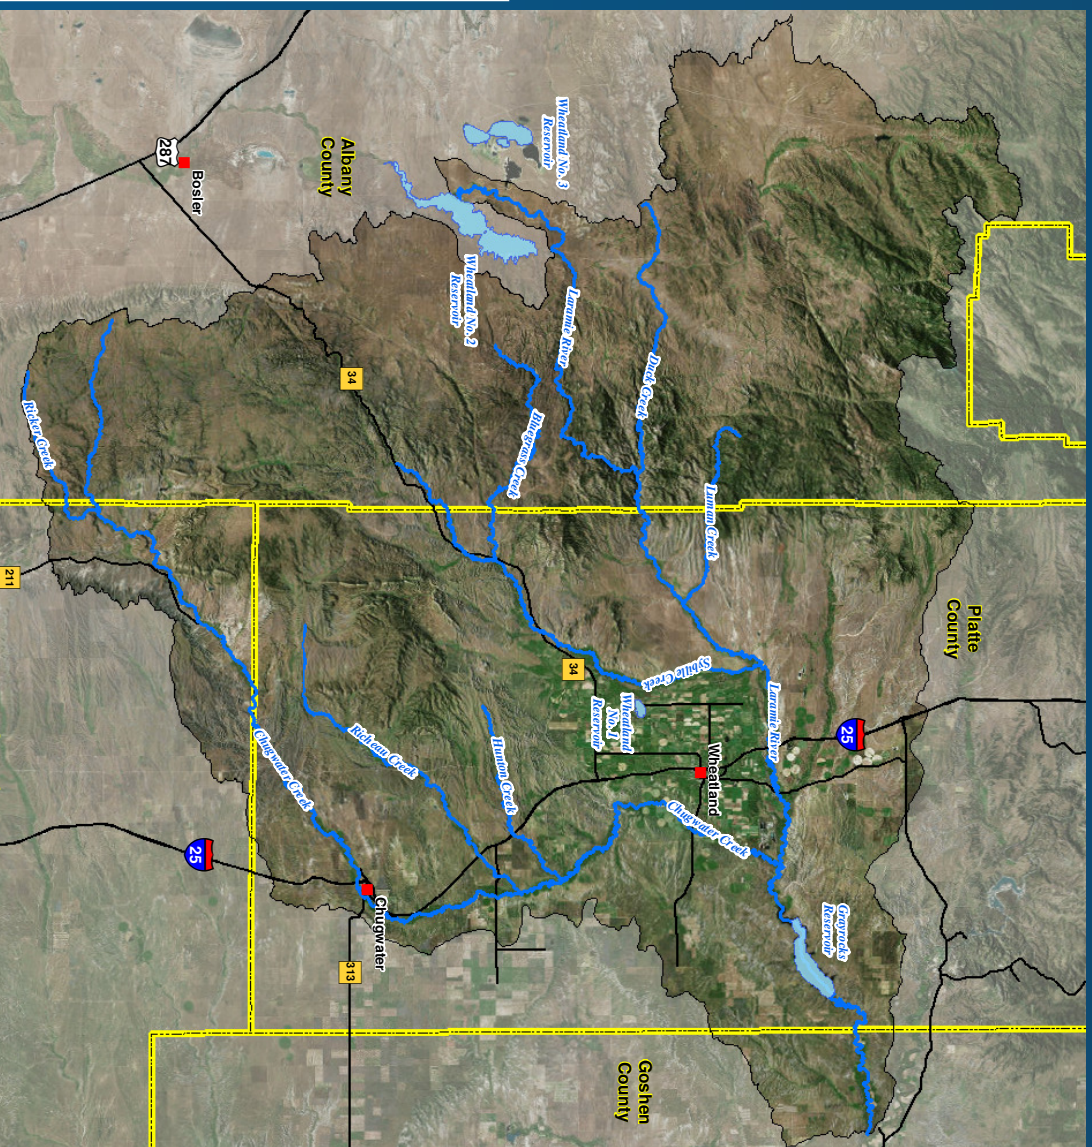 Wheatland No. 3
Reservoir
Albany
County
287
Bosler
Wheatland No. 2
Reservoir
Laramie River
Duck Creek
34
Bluegrass Creek
Ricker Creek
Luman Creek
211
Platte
County
34
Sybille Creek
Wheatland
No. 1
Reservoir
Laramie River
25
Wheatland
Hunton Creek
Richeau Creek
Chugwater Creek
Chugwater Creek
25
Chugwater
313
Grayrocks
Reservoir
Goshen
County